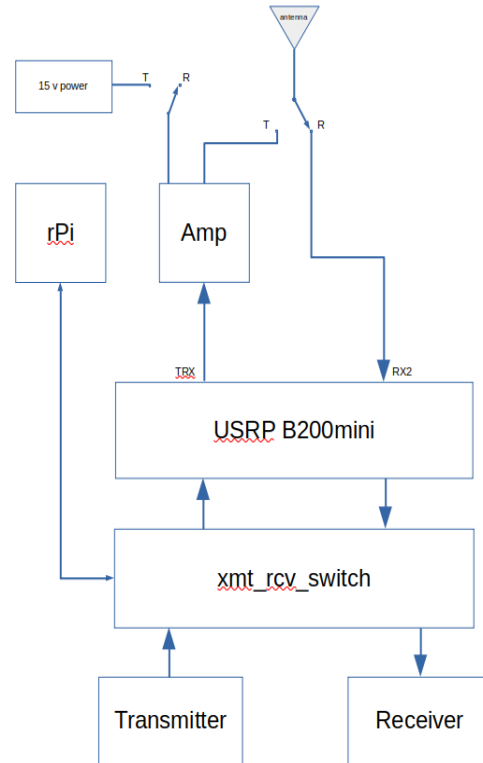 antenna
15 v power
T
R
T
R
rPi
Amp
TRX
RX2
USRP B200mini
xmt_rcv_switch
Transmitter
Receiver